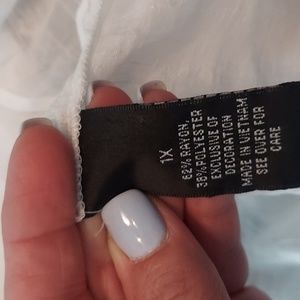 1X
62% RAYON,
38% POLYESTER
EXCLUSIVE OF
DECORATION
MADE IN VIETNAM
SEE OVER FOR
CARE